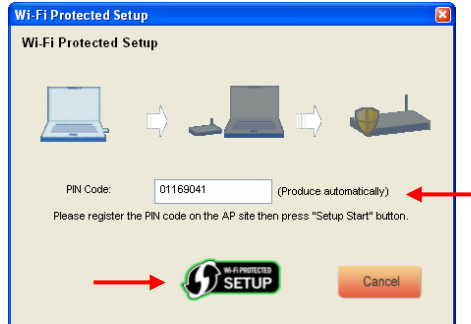 Wi-Fi Protected Setup
Wi-Fi Protected Setup
PIN Code: 01169041 (Produce automatically)
Please register the PIN code on the AP site then press "Setup Start" button.
WI-FI PROTECTED
SETUP
Cancel